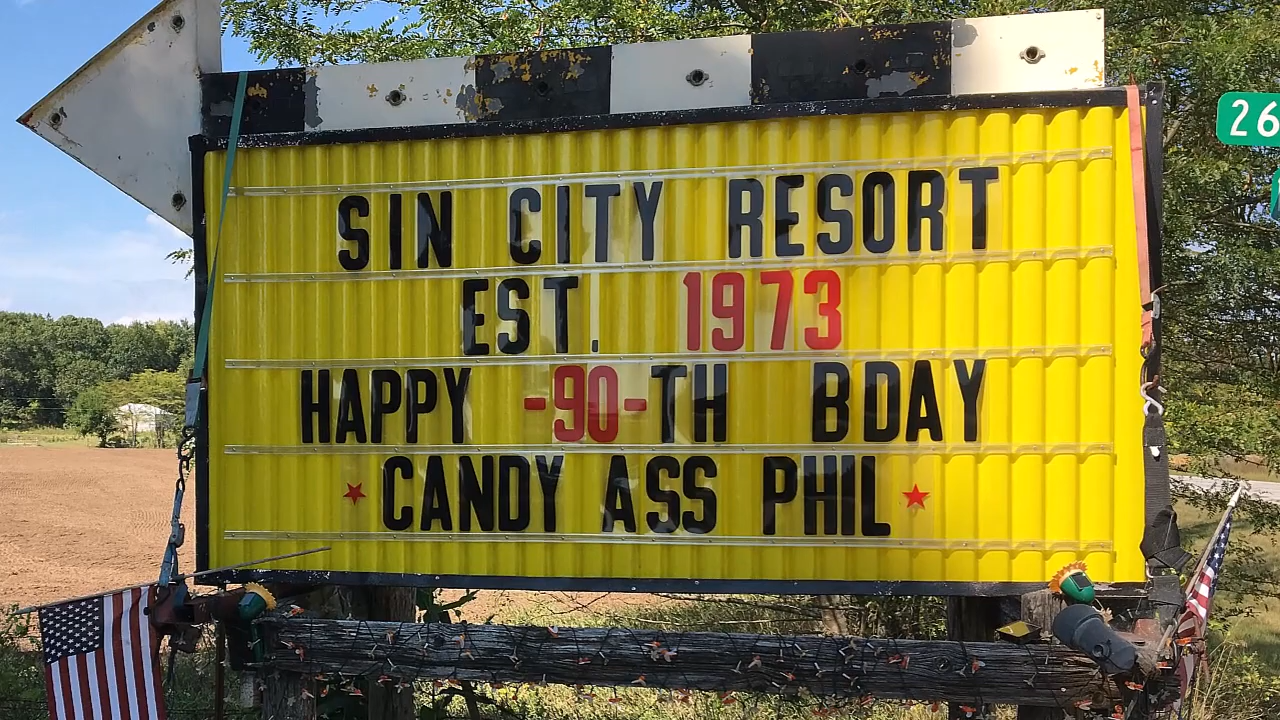 SIN CITY RESORT
EST. 1973
HAPPY -90-TH BDAY
★ CANDY ASS PHIL ★
26